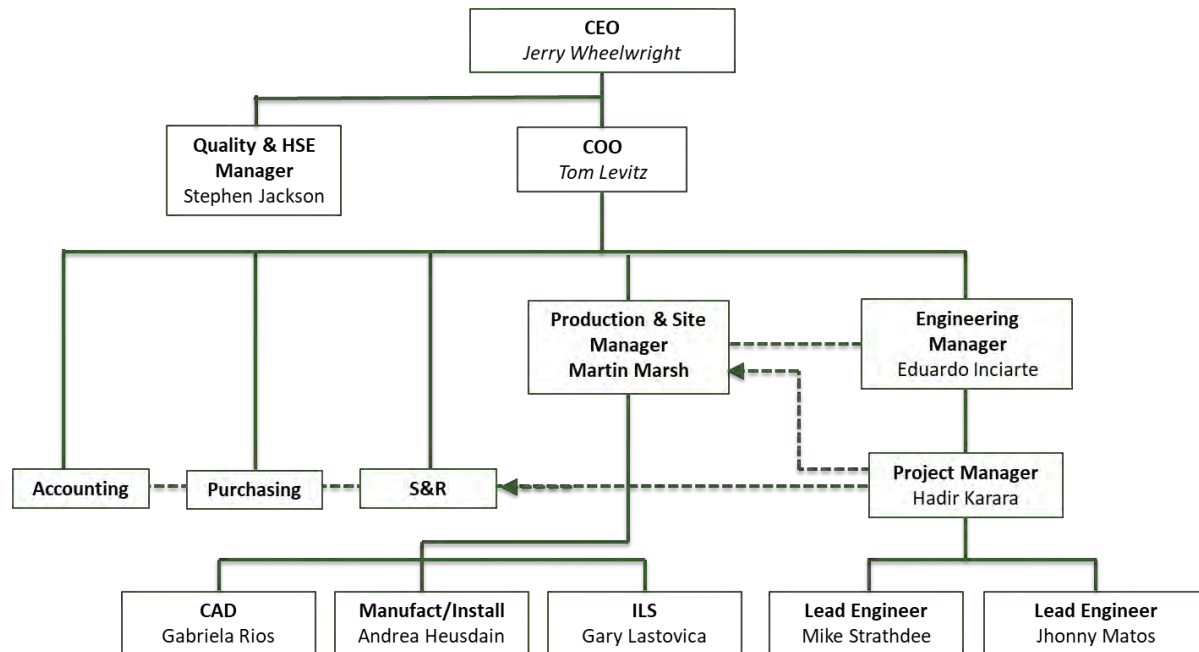 CEO
Jerry Wheelwright
Quality & HSE
Manager
Stephen Jackson
COO
Tom Levitz
Production & Site
Manager
Martin Marsh
Engineering
Manager
Eduardo Inciarte
Accounting
Purchasing
S&R
Project Manager
Hadir Karara
CAD
Gabriela Rios
Manufact/Install
Andrea Heusdain
ILS
Gary Lastovica
Lead Engineer
Mike Strathdee
Lead Engineer
Jhonny Matos